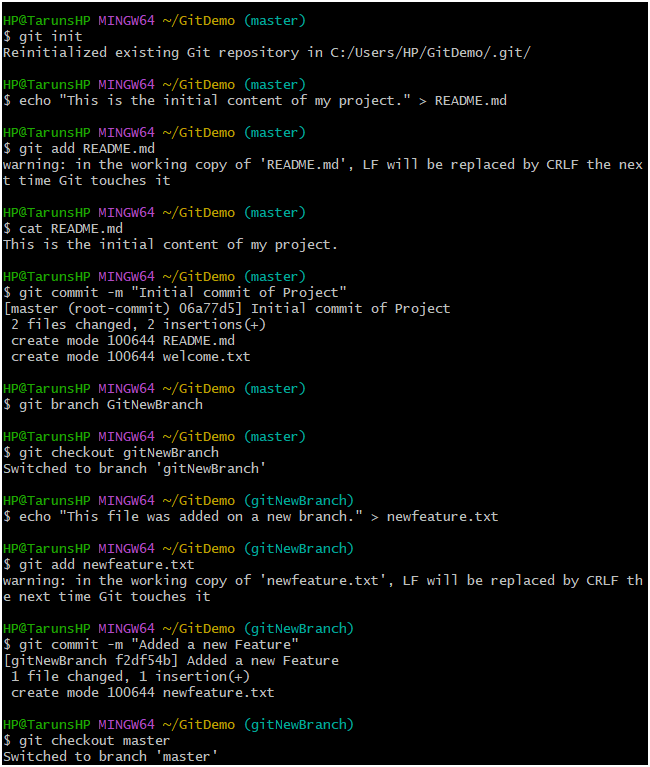 HP@TarunsHP MINGW64 ~/GitDemo (master)
$ git init
Reinitialized existing Git repository in C:/Users/HP/GitDemo/.git/
HP@TarunsHP MINGW64 ~/GitDemo (master)
$ echo "This is the initial content of my project." > README.md
HP@TarunsHP MINGW64 ~/GitDemo (master)
$ git add README.md
warning: in the working copy of 'README.md', LF will be replaced by CRLF the nex
t time Git touches it
HP@TarunsHP MINGW64 ~/GitDemo (master)
$ cat README.md
This is the initial content of my project.
HP@TarunsHP MINGW64 ~/GitDemo (master)
$ git commit -m "Initial commit of Project"
[master (root-commit) 06a77d5] Initial commit of Project
 2 files changed, 2 insertions(+)
 create mode 100644 README.md
 create mode 100644 welcome.txt
HP@TarunsHP MINGW64 ~/GitDemo (master)
$ git branch GitNewBranch
HP@TarunsHP MINGW64 ~/GitDemo (master)
$ git checkout gitNewBranch
Switched to branch 'gitNewBranch'
HP@TarunsHP MINGW64 ~/GitDemo (gitNewBranch)
$ echo "This file was added on a new branch." > newfeature.txt
HP@TarunsHP MINGW64 ~/GitDemo (gitNewBranch)
$ git add newfeature.txt
warning: in the working copy of 'newfeature.txt', LF will be replaced by CRLF th
e next time Git touches it
HP@TarunsHP MINGW64 ~/GitDemo (gitNewBranch)
$ git commit -m "Added a new Feature"
[gitNewBranch f2df54b] Added a new Feature
 1 file changed, 1 insertion(+)
 create mode 100644 newfeature.txt
HP@TarunsHP MINGW64 ~/GitDemo (gitNewBranch)
$ git checkout master
Switched to branch 'master'